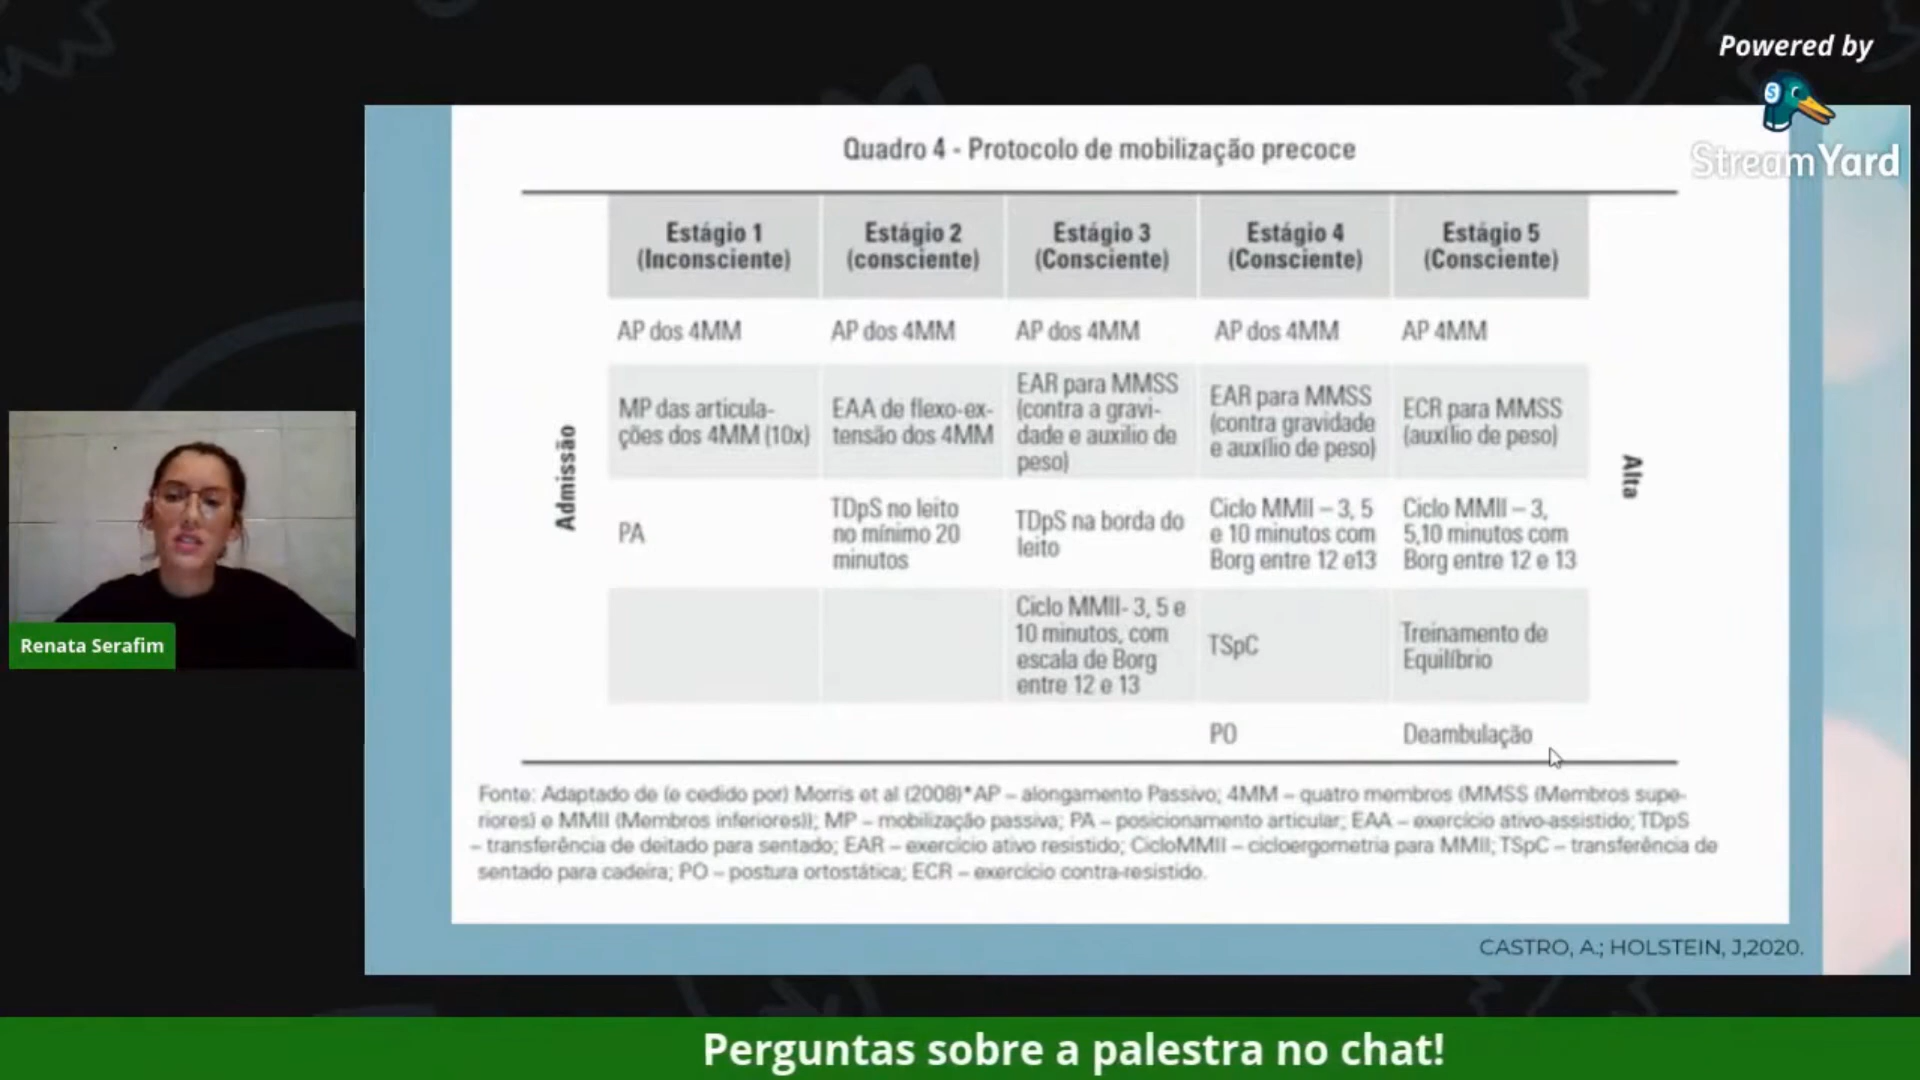 Powered by
StreamYard
Quadro 4 - Protocolo de mobilização precoce
Estágio 1
(Inconsciente)
Estágio 2
(consciente)
Estágio 3
(Consciente)
Estágio 4
(Consciente)
Estágio 5
(Consciente)
Admissão
AP dos 4MM
AP dos 4MM
AP dos 4MM
AP dos 4MM
AP 4MM
MP das articula-
ções dos 4MM (10x)
EAA de flexo-ex-
tensão dos 4MM
EAR para MMSS
(contra a gravi-
dade e auxílio de
peso)
EAR para MMSS
(contra gravidade
e auxílio de peso)
ECR para MMSS
(auxílio de peso)
PA
TDpS no leito
no mínimo 20
minutos
TDpS na borda do
leito
Ciclo MMII – 3, 5
e 10 minutos com
Borg entre 12 e13
Ciclo MMII – 3,
5,10 minutos com
Borg entre 12 e 13
Ciclo MMII- 3, 5 e
10 minutos, com
escala de Borg
entre 12 e 13
TSpC
Treinamento de
Equilíbrio
PO
Deambulação
Alta
Fonte: Adaptado de (e cedido por) Morris et al (2008)*AP – alongamento Passivo; 4MM – quatro membros (MMSS (Membros supe-
riores) e MMII (Membros inferiores)); MP – mobilização passiva; PA – posicionamento articular; EAA – exercício ativo-assistido; TDpS
– transferência de deitado para sentado; EAR – exercício ativo resistido; CicloMMII – cicloergometria para MMII; TSpC – transferência de
sentado para cadeira; PO – postura ortostática; ECR – exercício contra-resistido.
CASTRO, A.; HOLSTEIN, J,2020.
Renata Serafim
Perguntas sobre a palestra no chat!